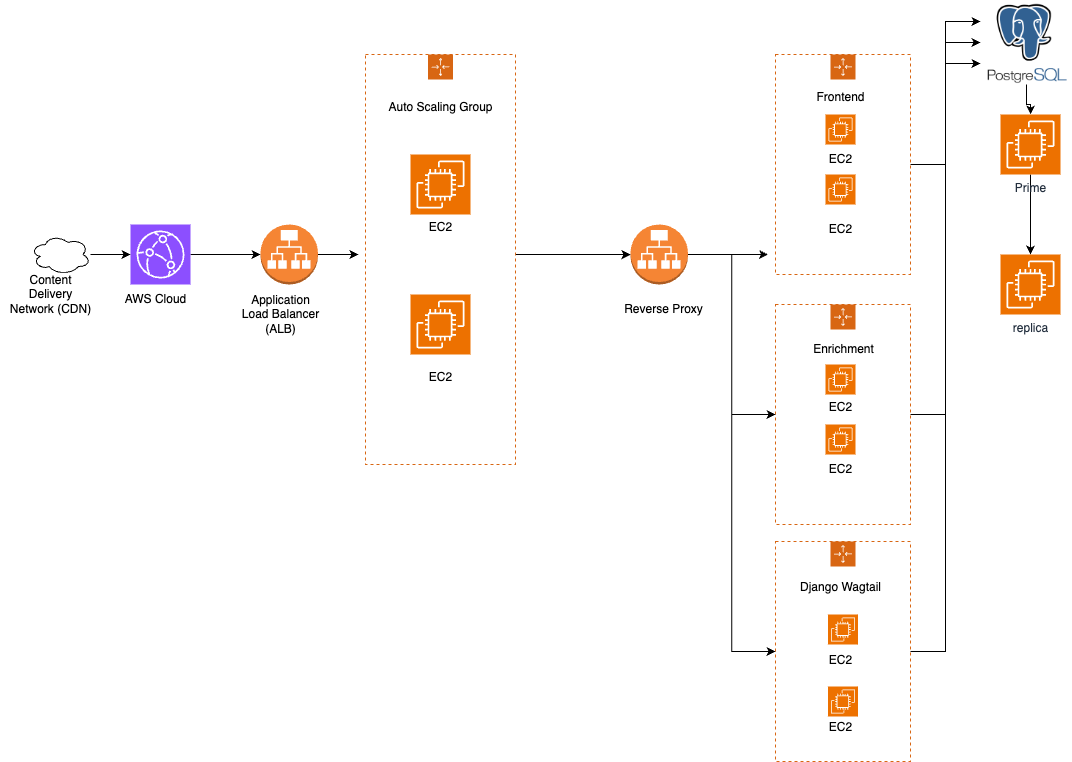 Content
Delivery
Network (CDN)
AWS Cloud
Application
Load Balancer
(ALB)
Auto Scaling Group
EC2
EC2
Reverse Proxy
Frontend
EC2
EC2
Enrichment
EC2
EC2
Django Wagtail
EC2
EC2
PostgreSQL
Prime
replica